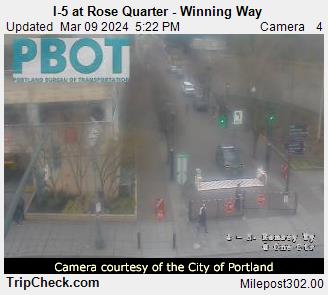 I-5 at Rose Quarter - Winning Way
Updated Mar 09 2024 5:22 PM Camera 4
PBOT
PORTLAND BUREAU OF TRANSPORTATION
Camera courtesy of the City of Portland
TripCheck.com Milepost302.00